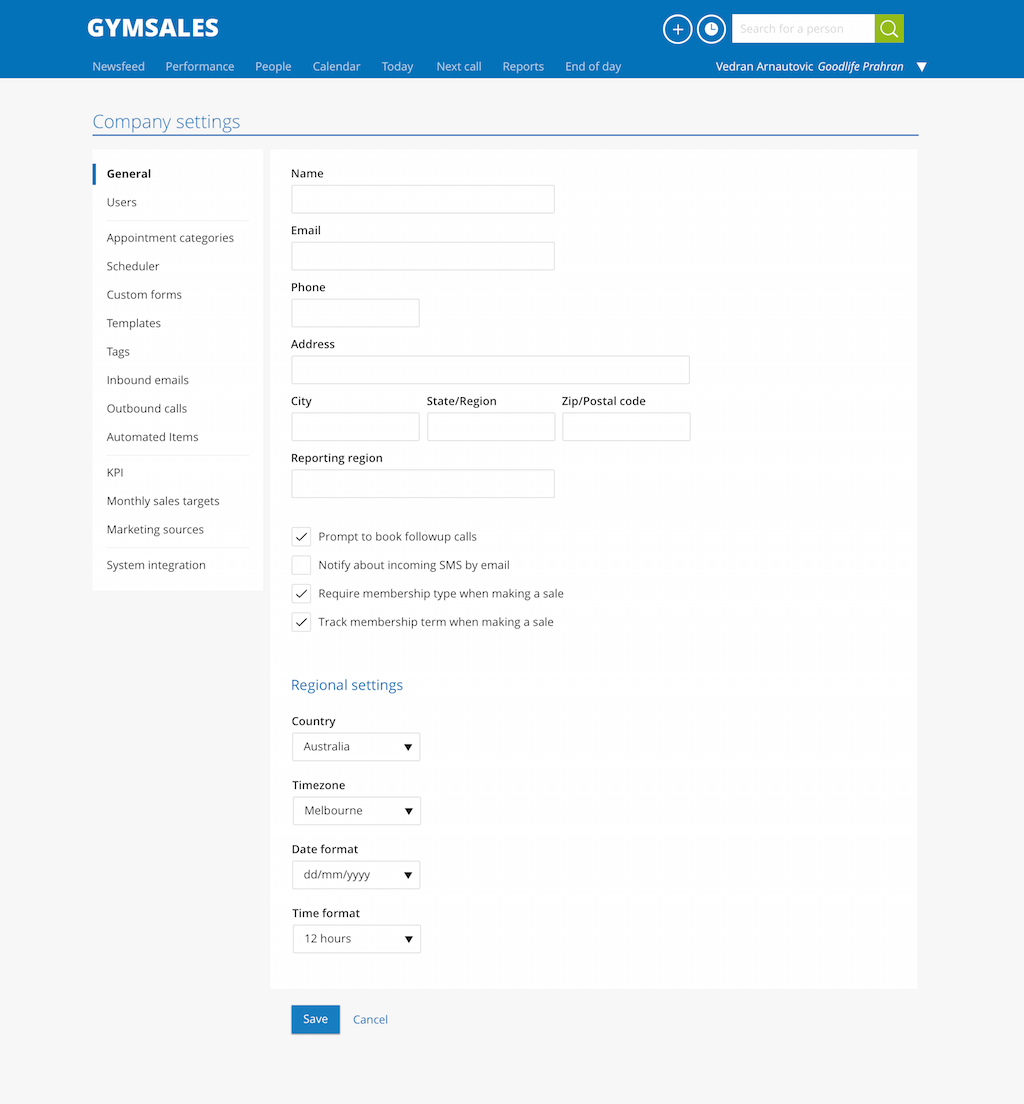 GYMSALES
Search for a person
Newsfeed Performance People Calendar Today Next call Reports End of day Vedran Arnautovic Goodlife Prahran
Company settings
General
Users
Appointment categories
Scheduler
Custom forms
Templates
Tags
Inbound emails
Outbound calls
Automated Items
KPI
Monthly sales targets
Marketing sources
System integration
Name
Email
Phone
Address
City State/Region Zip/Postal code
Reporting region
Prompt to book followup calls
Notify about incoming SMS by email
Require membership type when making a sale
Track membership term when making a sale
Regional settings
Country
Australia
Timezone
Melbourne
Date format
dd/mm/yyyy
Time format
12 hours
Save Cancel